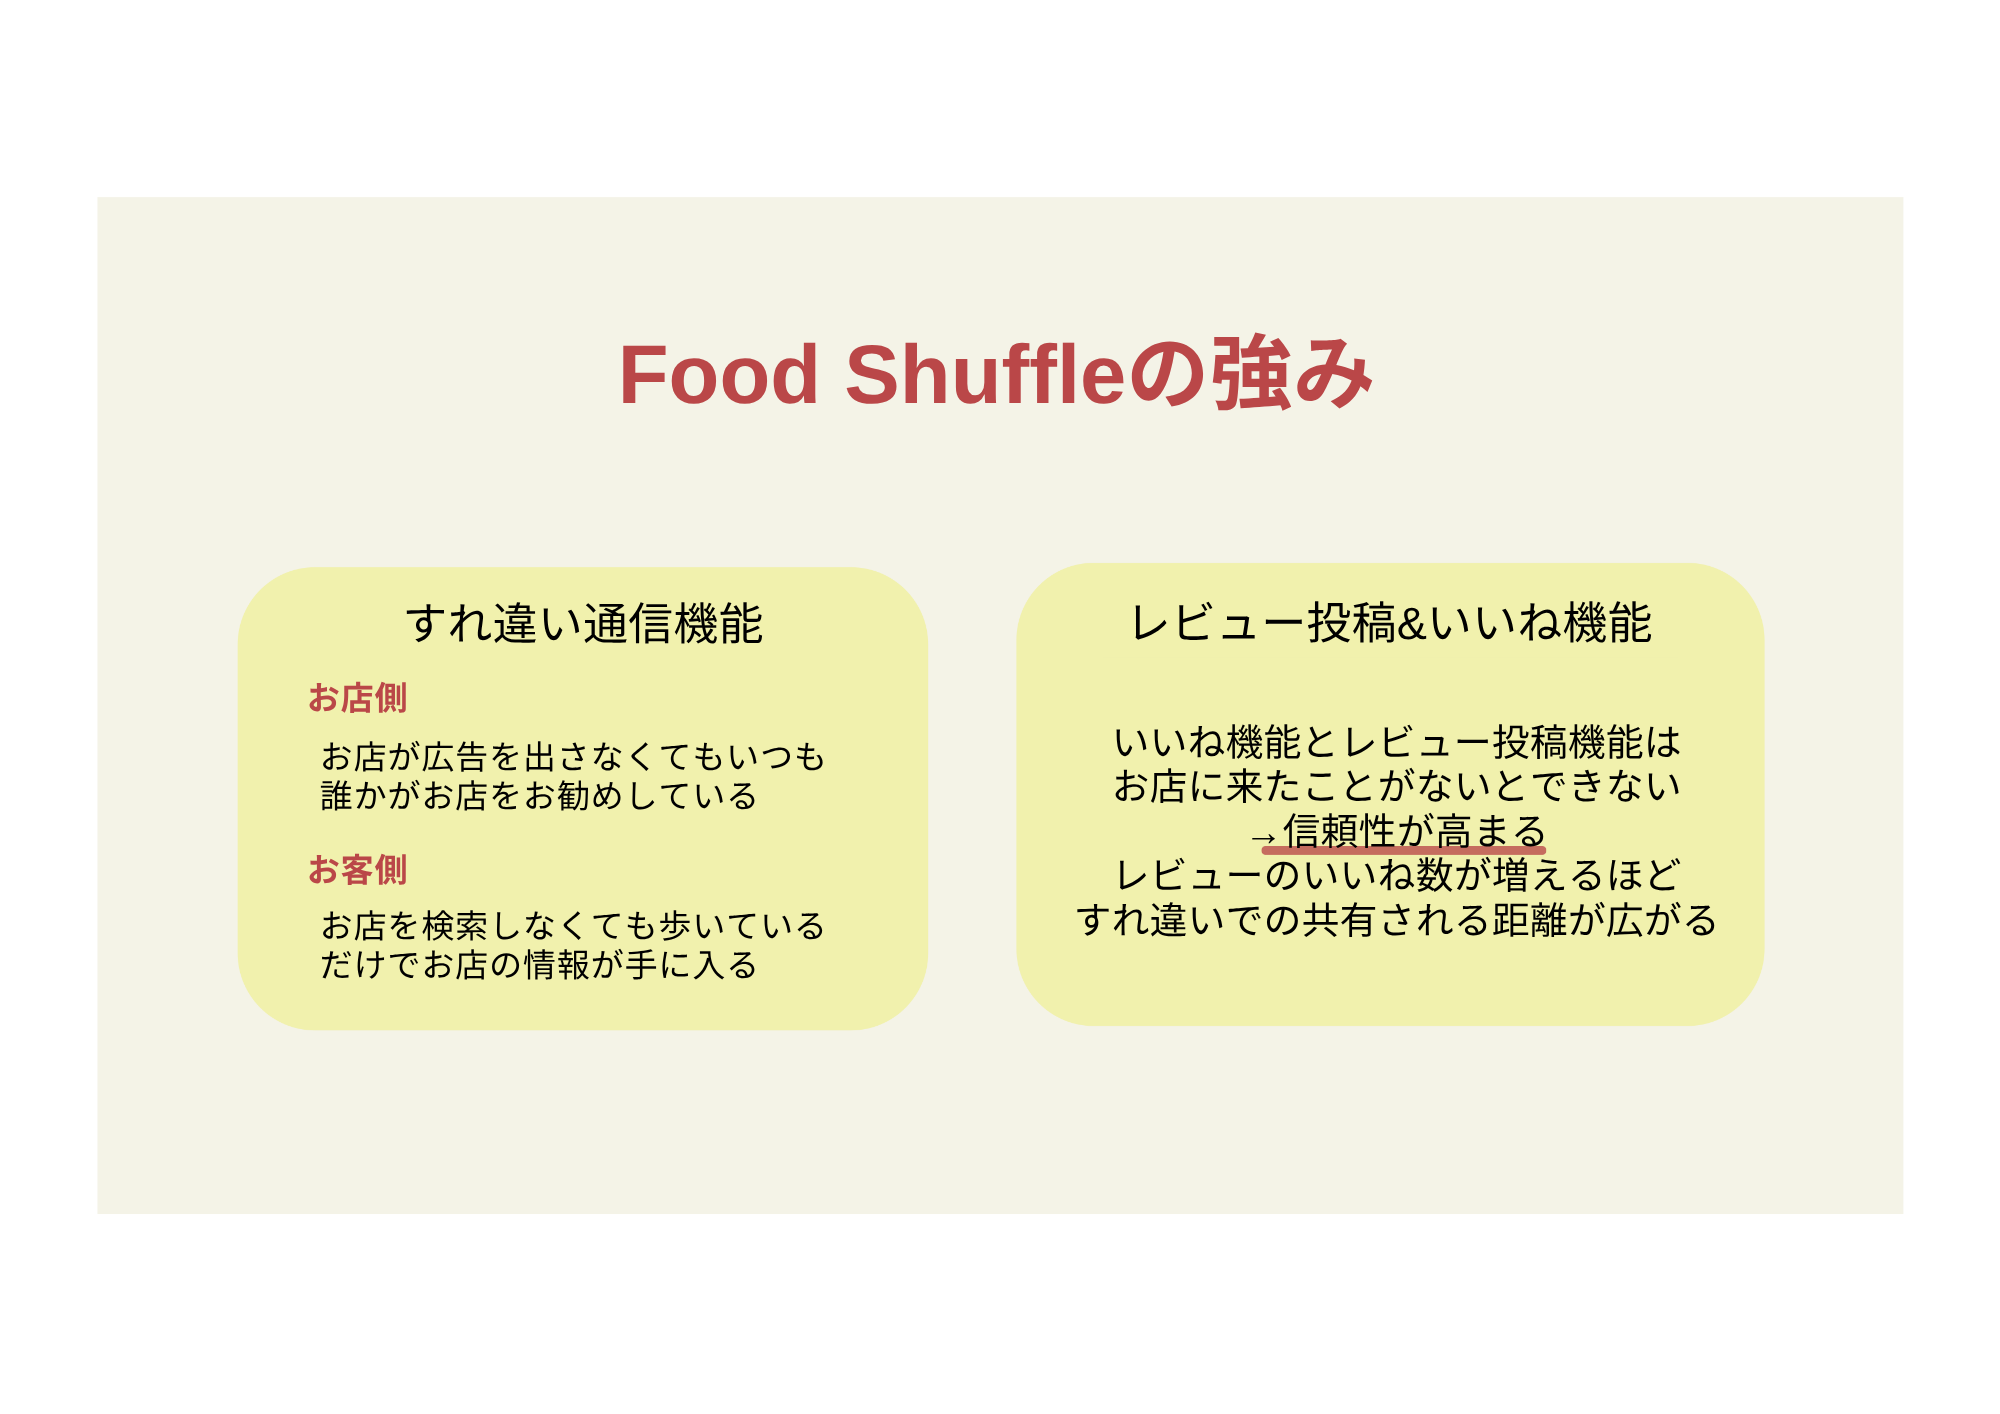 Food Shuffleの強み
すれ違い通信機能
お店側
お店が広告を出さなくてもいつも
誰かがお店をお勧めしている
お客側
お店を検索しなくても歩いている
だけでお店の情報が手に入る
レビュー投稿&いいね機能
いいね機能とレビュー投稿機能は
お店に来たことがないとできない
→信頼性が高まる
レビューのいいね数が増えるほど
すれ違いでの共有される距離が広がる